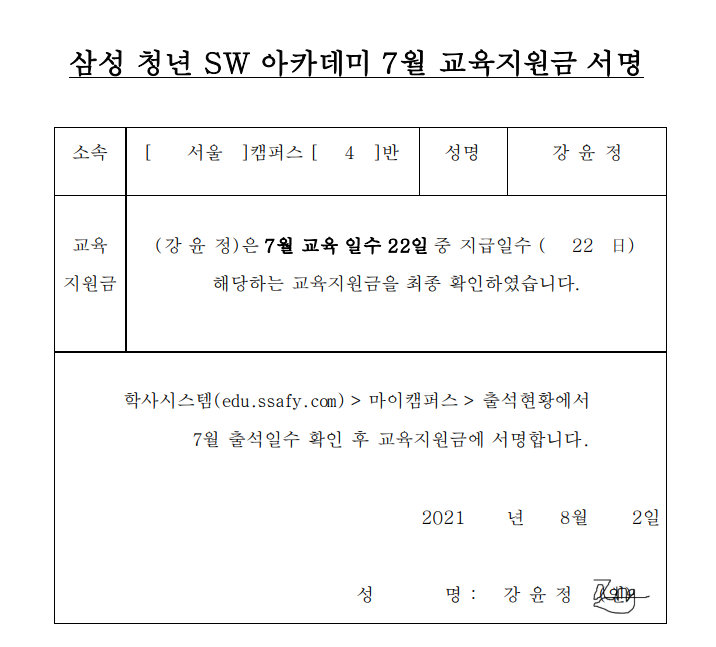 삼성 청년 SW 아카데미 7월 교육지원금 서명
소속 [ 서울 ]캠퍼스 [ 4 ]반 성명 강 윤 정
교육 지원금
(강 윤 정)은 7월 교육 일수 22일 중 지급일수 ( 22 日)
해당하는 교육지원금을 최종 확인하였습니다.
학사시스템(edu.ssafy.com) > 마이캠퍼스 > 출석현황에서
7월 출석일수 확인 후 교육지원금에 서명합니다.
2021 년 8월 2일
성 명 : 강 윤 정